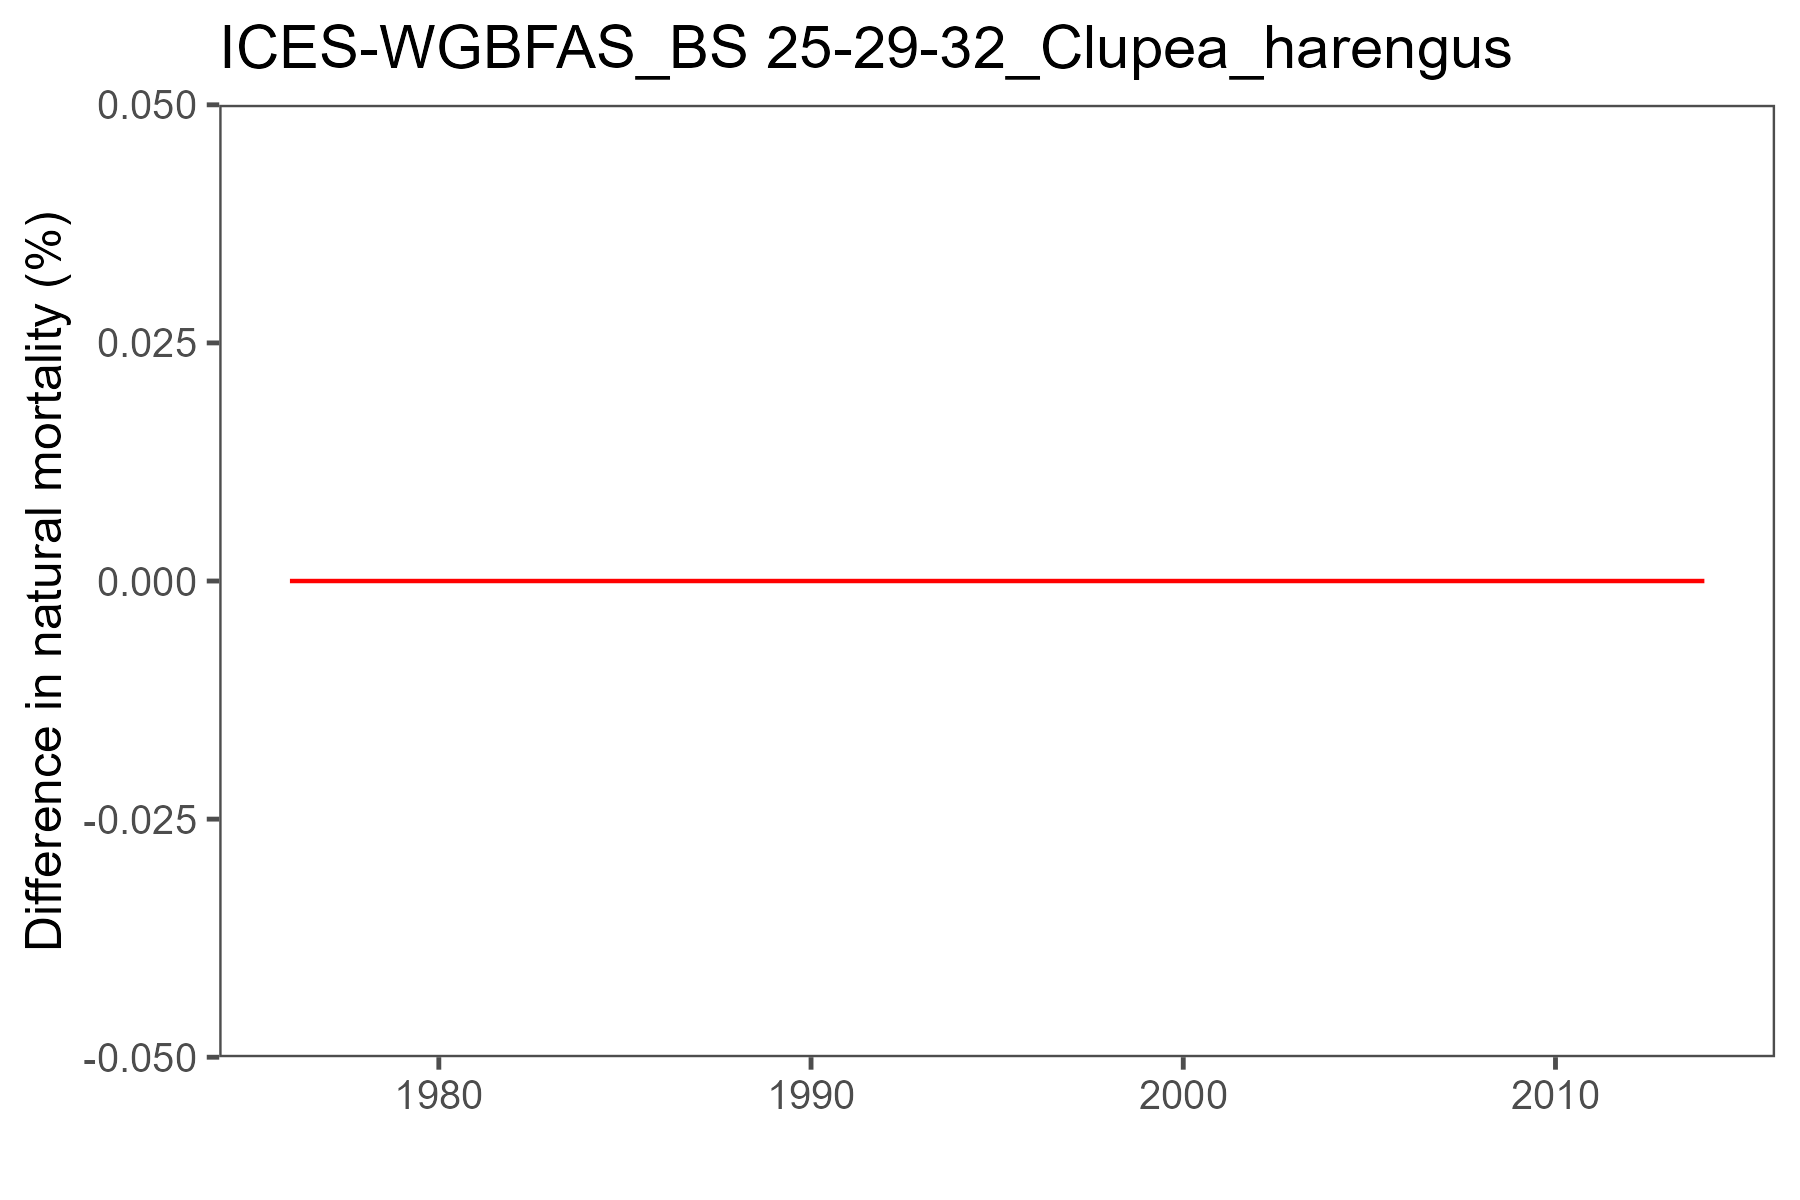 ICES-WGBFAS_BS 25-29-32_Clupea_harengus
Difference in natural mortality (%)
0.050
0.025
0.000
-0.025
-0.050
1980 1990 2000 2010